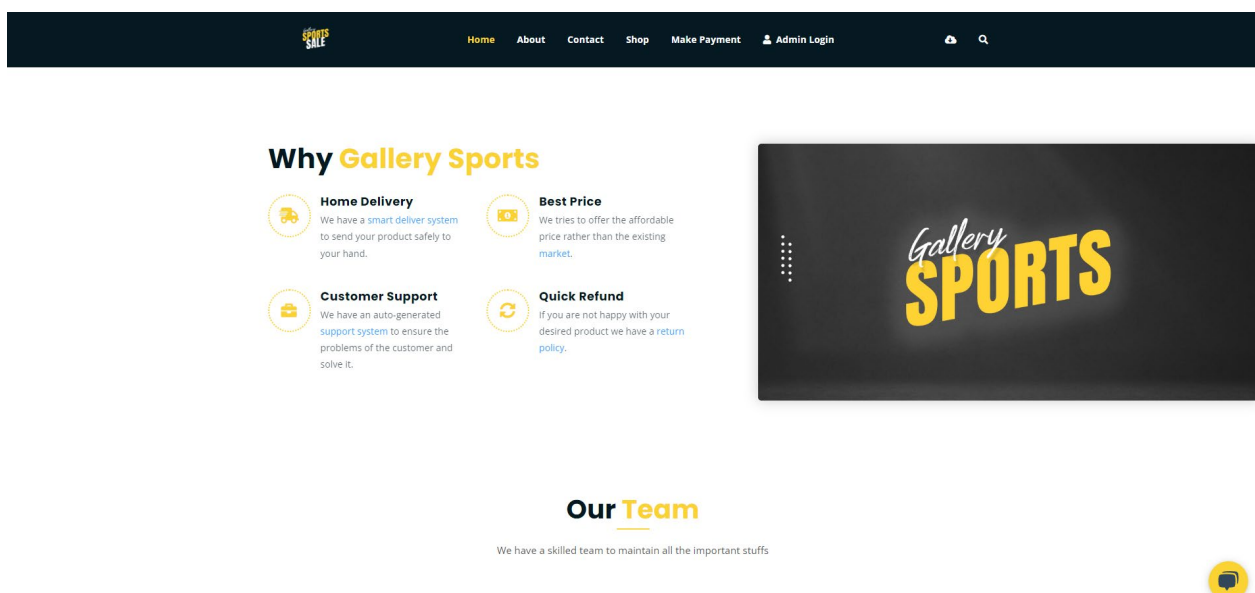 Gallery
SPORTS
SALE
Home About Contact Shop Make Payment Admin Login
Why Gallery Sports
Home Delivery
We have a smart deliver system
to send your product safely to
your hand.
Best Price
We tries to offer the affordable
price rather than the existing
market.
Customer Support
We have an auto-generated
support system to ensure the
problems of the customer and
solve it.
Quick Refund
If you are not happy with your
desired product we have a return
policy.
Gallery
SPORTS
Our Team
We have a skilled team to maintain all the important stuffs